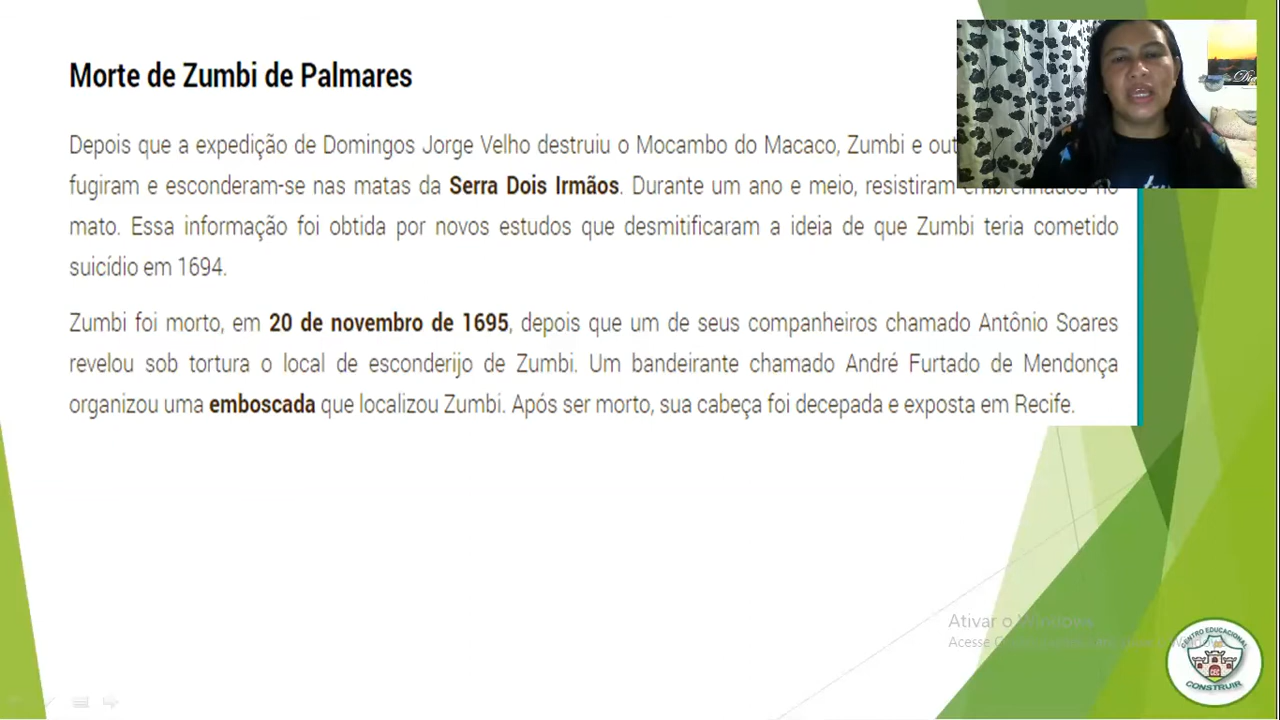 Morte de Zumbi de Palmares
Depois que a expedição de Domingos Jorge Velho destruiu o Mocambo do Macaco, Zumbi e
fugiram e esconderam-se nas matas da Serra Dois Irmãos. Durante um ano e meio, resistiram embrenhados no
mato. Essa informação foi obtida por novos estudos que desmitificaram a ideia de que Zumbi teria cometido
suicídio em 1694.
Zumbi foi morto, em 20 de novembro de 1695, depois que um de seus companheiros chamado Antônio Soares
revelou sob tortura o local de esconderijo de Zumbi. Um bandeirante chamado André Furtado de Mendonça
organizou uma emboscada que localizou Zumbi. Após ser morto, sua cabeça foi decepada e exposta em Recife.
Ativar o Windows
Acesse
CENTRO EDUCACIONAL
CEC
CONSTRUIR